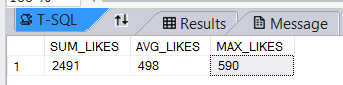 T-SQL Results Message
SUM_LIKES AVG_LIKES MAX_LIKES
1 2491 498 590